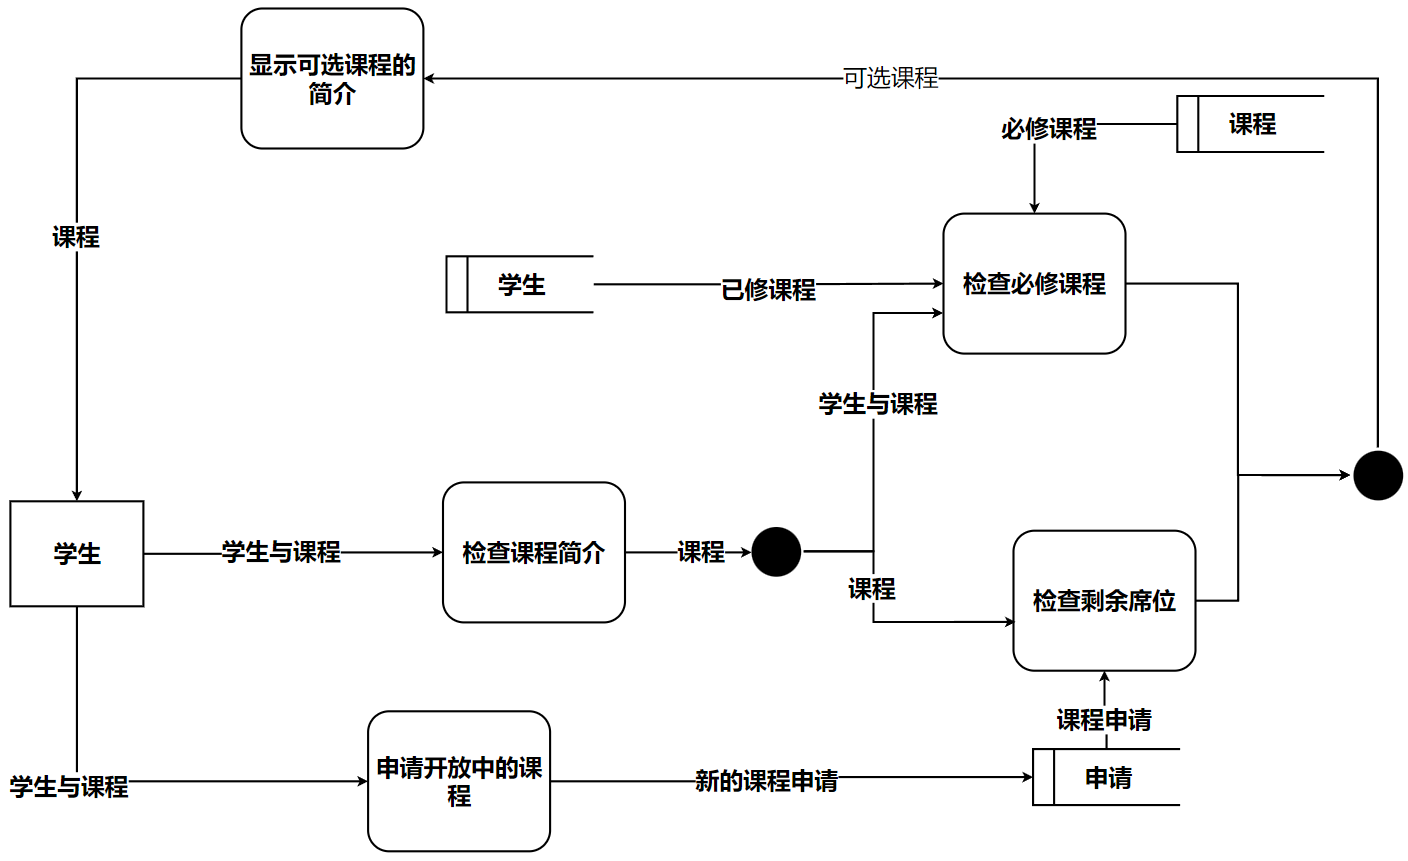 显示可选课程的
简介
可选课程
课程
必修课程
课程
学生
已修课程
检查必修课程
学生与课程
学生
学生与课程
检查课程简介
课程
课程
检查剩余席位
课程申请
学生与课程
申请开放中的课
程
新的课程申请
申请